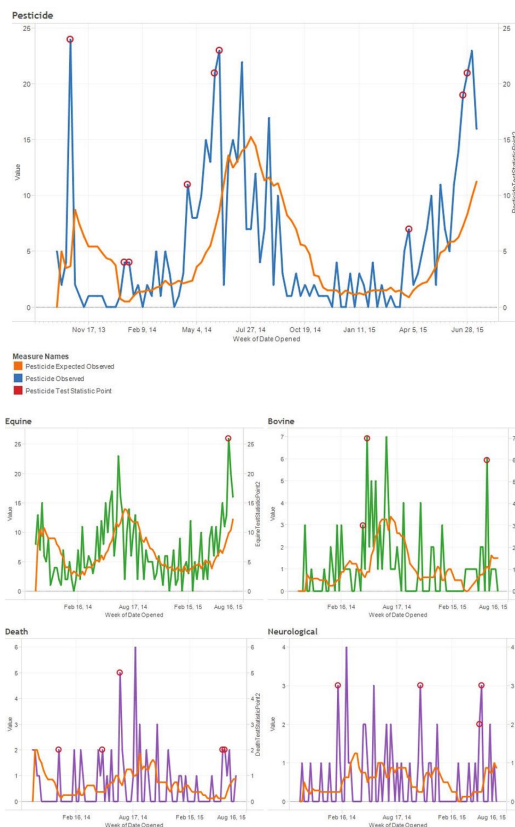 Pesticide
25 25
20 20
15 15
10 10
5 5
0 0
Value
PesticideTestStatisticPoint2
Nov 17, 13 Feb 9, 14 May 4, 14 Jul 27, 14 Oct 19, 14 Jan 11, 15 Apr 5, 15 Jun 28, 15
Week of Date Opened
Measure Names
Pesticide Expected Observed
Pesticide Observed
Pesticide Test Statistic Point
Equine
25 25
20 20
15 15
10 10
5 5
0 0
Value
EquineTestStatisticPoint2
Feb 16, 14 Aug 17, 14 Feb 15, 15 Aug 16, 15
Week of Date Opened
Bovine
7 7
6 6
5 5
4 4
3 3
2 2
1 1
0 0
Value
Feb 16, 14 Aug 17, 14 Feb 15, 15 Aug 16, 15
Week of Date Opened
Death
6 6
5 5
4 4
3 3
2 2
1 1
0 0
Value
DeathTestStatisticPoint2
Feb 16, 14 Aug 17, 14 Feb 15, 15 Aug 16, 15
Week of Date Opened
Neurological
4 4
3 3
2 2
1 1
0 0
Value
Feb 16, 14 Aug 17, 14 Feb 15, 15 Aug 16, 15
Week of Date Opened